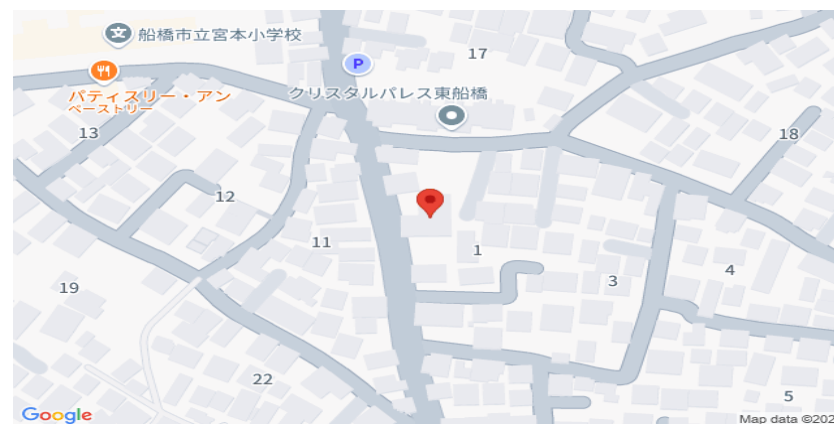 船橋市立宮本小学校
17
P
パティスリー・アン
ペーストリー
クリスタルパレス東船橋
13
18
12
11
1
4
3
19
22
5
Google
Map data ©202